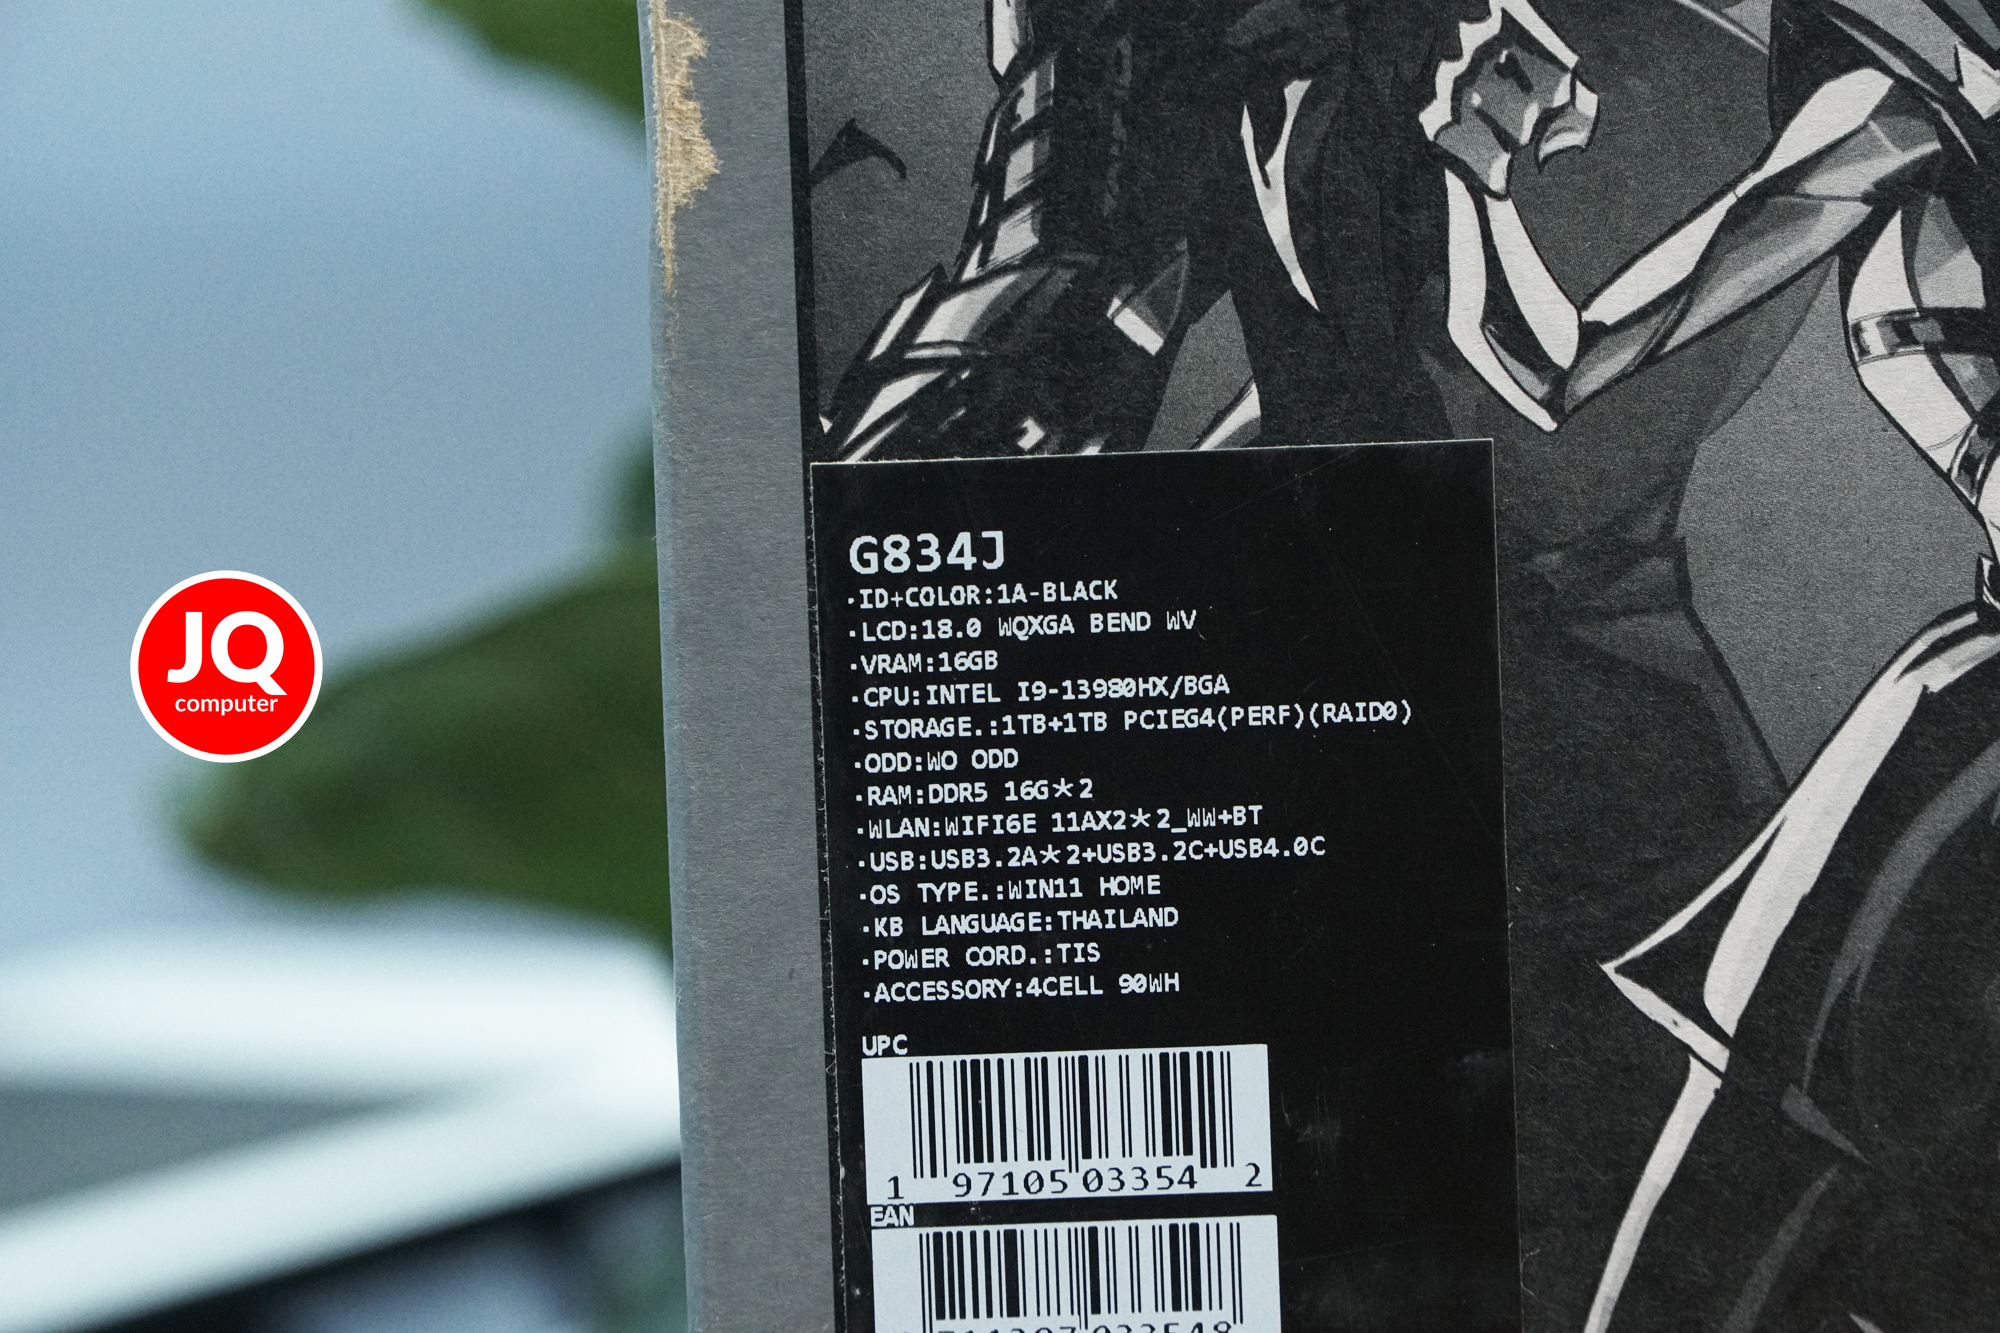 JQ
computer
G834J
·ID+COLOR:1A-BLACK
·LCD:18.0 WQXGA BEND WV
·VRAM:16GB
·CPU:INTEL I9-13980HX/BGA
·STORAGE.:1TB+1TB PCIEG4(PERF)(RAID0)
·ODD:WO ODD
·RAM:DDR5 16G*2
·WLAN:WIFI6E 11AX2*2_WW+BT
·USB:USB3.2A*2+USB3.2C+USB4.0C
·OS TYPE.:WIN11 HOME
·KB LANGUAGE:THAILAND
·POWER CORD.:TIS
·ACCESSORY:4CELL 90WH
UPC
1 97105 03354 2
EAN